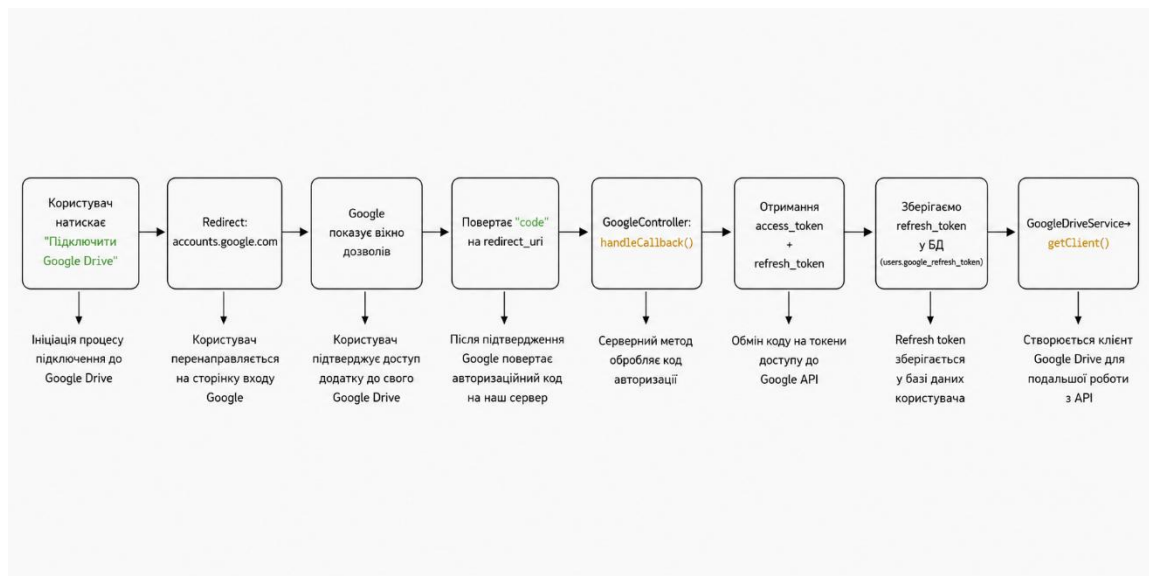 Користувач
натискає
"Підключити
Google Drive"
Redirect:
accounts.google.com
Google
показує вікно
дозволів
Повертає "code"
на redirect_uri
GoogleController:
handleCallback()
Отримання
access_token
+
refresh_token
Зберігаємо
refresh_token
у БД
(users.google_refresh_token)
GoogleDriveService→
getClient()
Ініціація процесу
підключення до
Google Drive
Користувач
перенаправляється
на сторінку входу
Google
Користувач
підтверджує доступ
додатку до свого
Google Drive
Після підтвердження
Google повертає
авторизаційний код
на наш сервер
Серверний метод
обробляє код
авторизації
Обмін коду на токени
доступу до
Google API
Refresh token
зберігається
у базі даних
користувача
Створюється клієнт
Google Drive для
подальшої роботи
з API